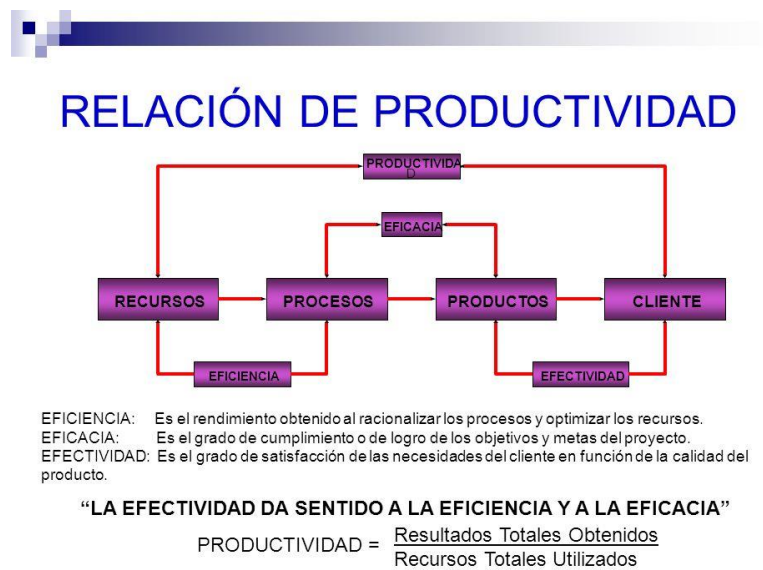 RELACIÓN DE PRODUCTIVIDAD
PRODUCTIVIDA
D
EFICACIA
RECURSOS
PROCESOS
PRODUCTOS
CLIENTE
EFICIENCIA
EFECTIVIDAD
EFICIENCIA: Es el rendimiento obtenido al racionalizar los procesos y optimizar los recursos.
EFICACIA: Es el grado de cumplimiento o de logro de los objetivos y metas del proyecto.
EFECTIVIDAD: Es el grado de satisfacción de las necesidades del cliente en función de la calidad del
producto.
“LA EFECTIVIDAD DA SENTIDO A LA EFICIENCIA Y A LA EFICACIA”
PRODUCTIVIDAD =
Resultados Totales Obtenidos
Recursos Totales Utilizados